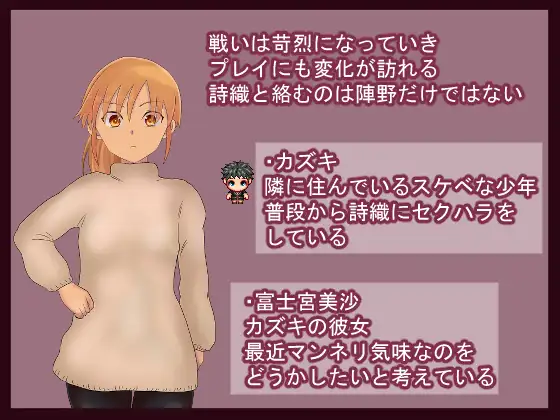 戦いは苛烈になっていき
プレイにも変化が訪れる
詩織と絡むのは陣野だけではない
・カズキ
隣に住んでいるスケベな少年
普段から詩織にセクハラを
している
・富士宮美沙
カズキの彼女
最近マンネリ気味なのを
どうかしたいと考えている